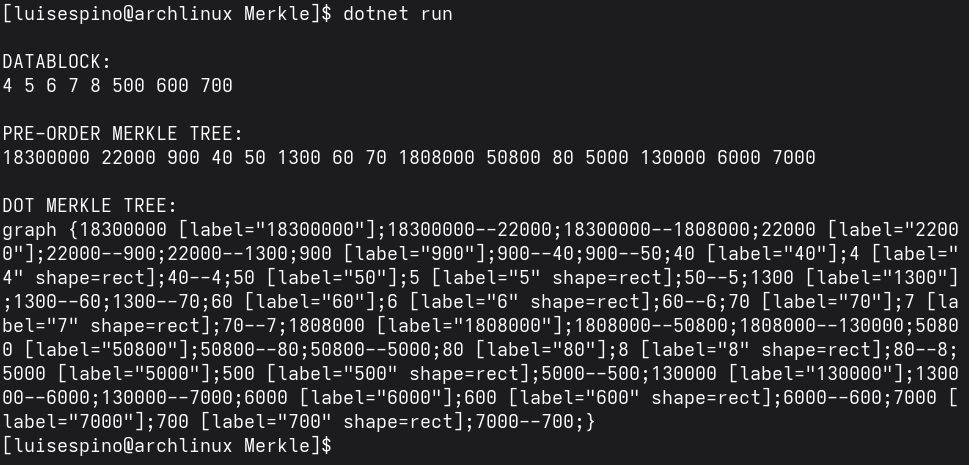 [luisespino@archlinux Merkle]$ dotnet run
DATABLOCK:
4 5 6 7 8 500 600 700
PRE-ORDER MERKLE TREE:
18300000 22000 900 40 50 1300 60 70 1808000 50800 80 5000 130000 6000 7000
DOT MERKLE TREE:
graph {18300000 [label="18300000"];18300000--22000;18300000--1808000;22000 [label="2200
0"];22000--900;22000--1300;900 [label="900"];900--40;900--50;40 [label="40"];4 [label="
4" shape=rect];40--4;50 [label="50"];5 [label="5" shape=rect];50--5;1300 [label="1300"]
;1300--60;1300--70;60 [label="60"];6 [label="6" shape=rect];60--6;70 [label="70"];7 [la
bel="7" shape=rect];70--7;1808000 [label="1808000"];1808000--50800;1808000--130000;5080
0 [label="50800"];50800--80;50800--5000;80 [label="80"];8 [label="8" shape=rect];80--8;
5000 [label="5000"];500 [label="500" shape=rect];5000--500;130000 [label="130000"];1300
00--6000;130000--7000;6000 [label="6000"];600 [label="600" shape=rect];6000--600;7000 [
label="7000"];700 [label="700" shape=rect];7000--700;}
[luisespino@archlinux Merkle]$